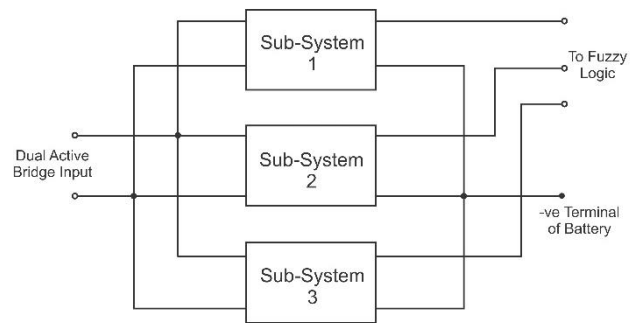 Sub-System
1
To Fuzzy
Logic
Dual Active
Bridge Input
Sub-System
2
-ve Terminal
of Battery
Sub-System
3